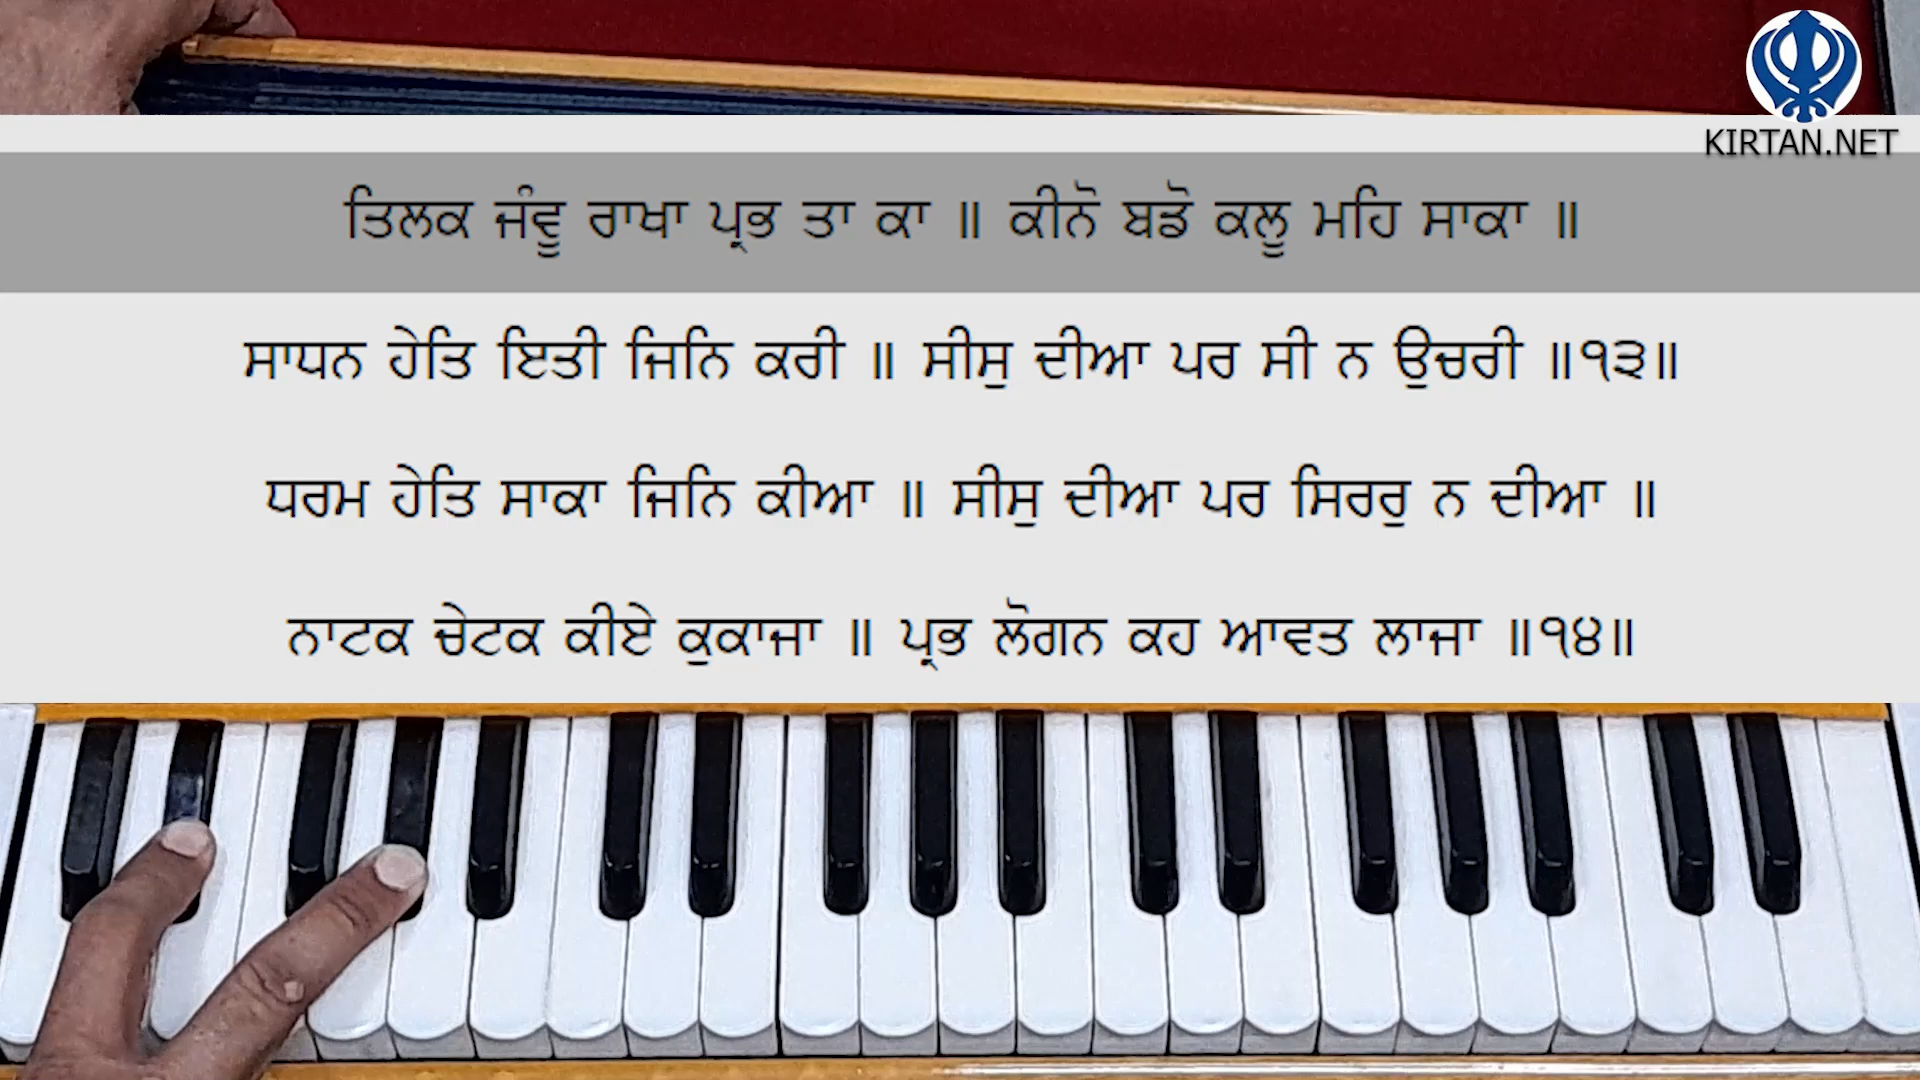 KIRTAN.NET
ਤਿਲਕ ਜੰਞੂ ਰਾਖਾ ਪ੍ਰਭ ਤਾ ਕਾ ॥ ਕੀਨੋ ਬਡੋ ਕਲੂ ਮਹਿ ਸਾਕਾ ॥
ਸਾਧਨ ਹੇਤਿ ਇਤੀ ਜਿਨਿ ਕਰੀ ॥ ਸੀਸੁ ਦੀਆ ਪਰ ਸੀ ਨ ਉਚਰੀ ॥੧੩॥
ਧਰਮ ਹੇਤਿ ਸਾਕਾ ਜਿਨਿ ਕੀਆ ॥ ਸੀਸੁ ਦੀਆ ਪਰ ਸਿਰਰੁ ਨ ਦੀਆ ॥
ਨਾਟਕ ਚੇਟਕ ਕੀਏ ਕੁਕਾਜਾ ॥ ਪ੍ਰਭ ਲੋਗਨ ਕਹ ਆਵਤ ਲਾਜਾ ॥੧੪॥